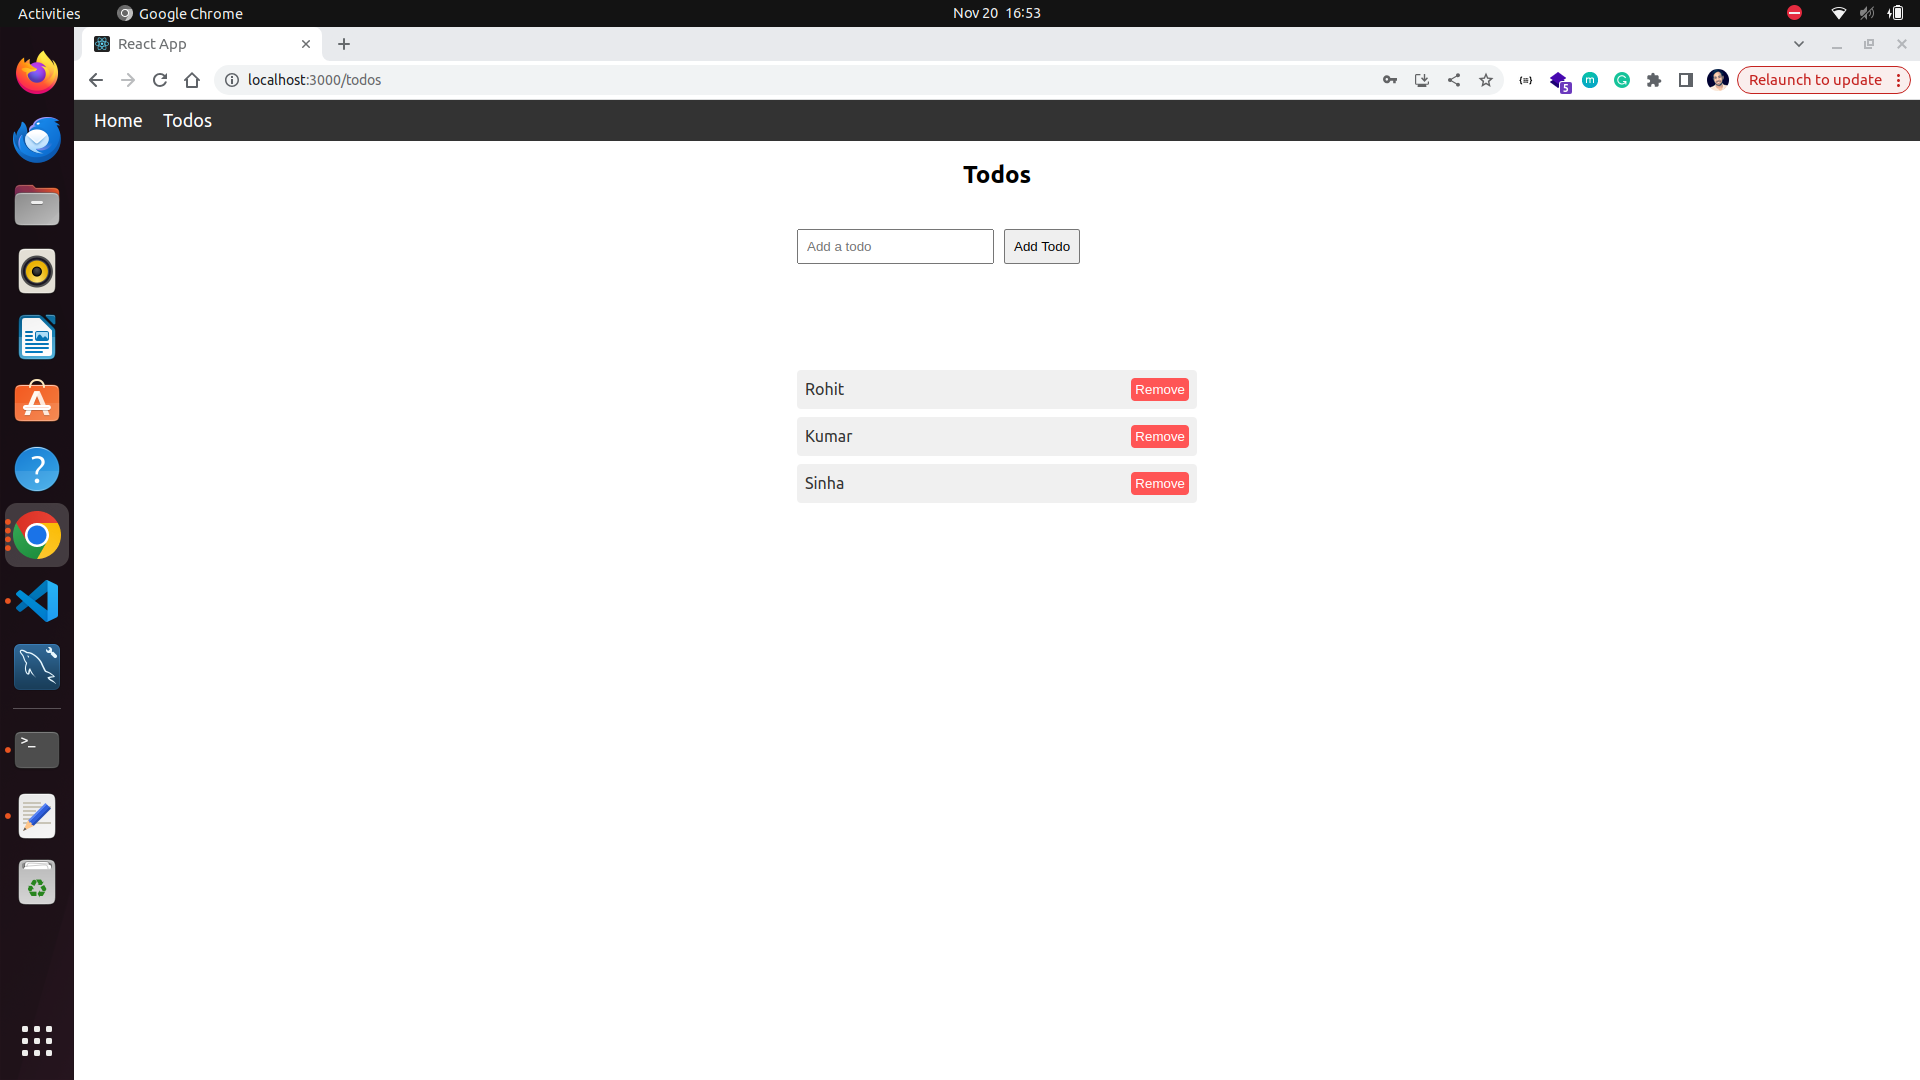 Activities Google Chrome Nov 20 16:53
React App
localhost:3000/todos 5 Relaunch to update
Home Todos
Todos
Add a todo Add Todo
Rohit Remove
Kumar Remove
Sinha Remove